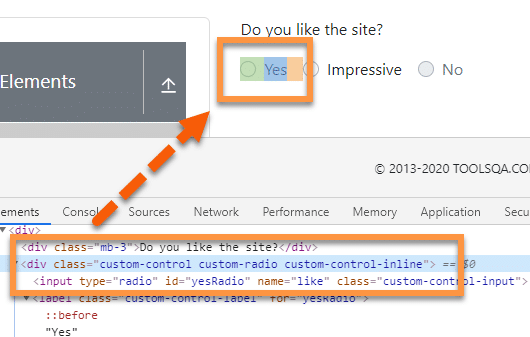 Do you like the site?
Elements
Yes
Impressive
No
© 2013-2020 TOOLSQA.CO
ements
Console
Sources
Network
Performance
Memory
Application
Secu
<div>
<div class="mb-3">Do you like the site?</div>
<div class="custom-control custom-radio custom-control-inline"> == $0
<input type="radio" id="yesRadio" name="like" class="custom-control-input">
<label class="custom-control-label" for="yesRadio">
::before
"Yes"